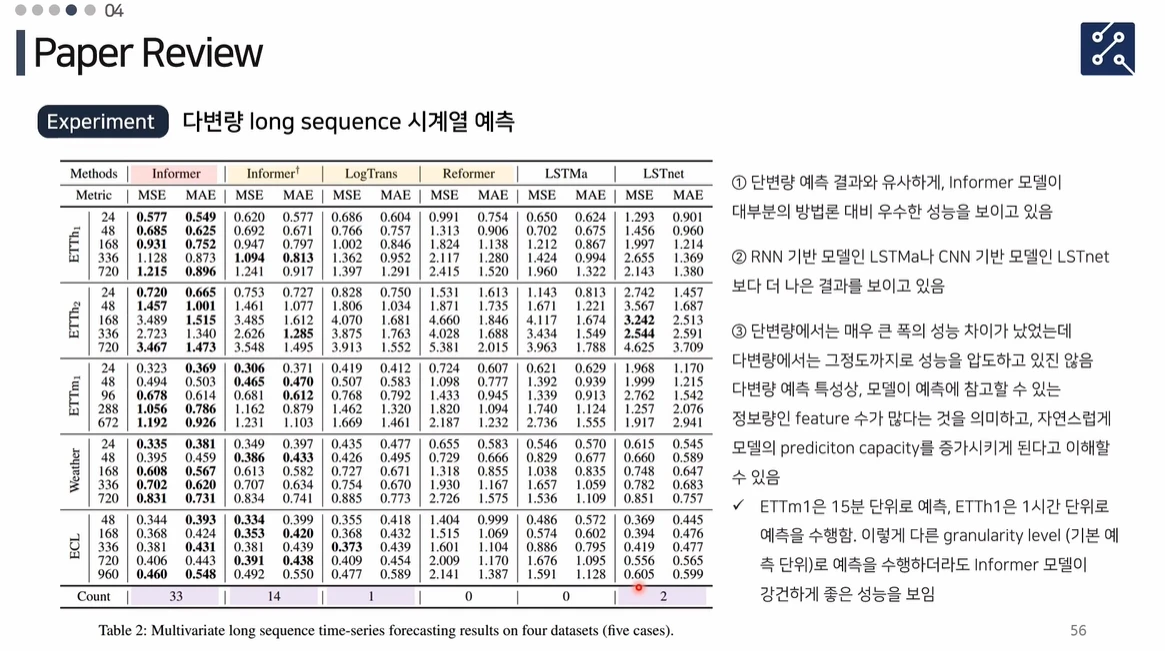 04
Paper Review
Experiment 다변량 long sequence 시계열 예측
Methods Informer Informer† LogTrans Reformer LSTMa LSTnet
Metric MSE MAE MSE MAE MSE MAE MSE MAE MSE MAE MSE MAE
ETTh₁
24 0.577 0.549 0.620 0.577 0.686 0.604 0.991 0.754 0.650 0.624 1.293 0.901
48 0.685 0.625 0.692 0.671 0.766 0.757 1.313 0.906 0.702 0.675 1.456 0.960
168 0.931 0.752 0.947 0.797 1.002 0.846 1.824 1.138 1.212 0.867 1.997 1.214
336 1.128 0.873 1.094 0.813 1.362 0.952 2.117 1.280 1.424 0.994 2.655 1.369
720 1.215 0.896 1.241 0.917 1.397 1.291 2.415 1.520 1.960 1.322 2.143 1.380
ETTh₂
24 0.720 0.665 0.753 0.727 0.828 0.750 1.531 1.613 1.143 0.813 2.742 1.457
48 1.457 1.001 1.461 1.077 1.806 1.034 1.871 1.735 1.671 1.221 3.567 1.687
168 3.489 1.515 3.485 1.612 4.070 1.681 4.660 1.846 4.117 1.674 3.242 2.513
336 2.723 1.340 2.626 1.285 3.875 1.763 4.028 1.688 3.434 1.549 2.544 2.591
720 3.467 1.473 3.548 1.495 3.913 1.552 5.381 2.015 3.963 1.788 4.625 3.709
ETTm₁
24 0.323 0.369 0.306 0.371 0.419 0.412 0.724 0.607 0.621 0.629 1.968 1.170
48 0.494 0.503 0.465 0.470 0.507 0.583 1.098 0.777 1.392 0.939 1.999 1.215
96 0.678 0.614 0.681 0.612 0.768 0.792 1.433 0.945 1.339 0.913 2.762 1.542
288 1.056 0.786 1.162 0.879 1.462 1.320 1.820 1.094 1.740 1.124 1.257 2.076
672 1.192 0.926 1.231 1.103 1.669 1.461 2.187 1.232 2.736 1.555 1.917 2.941
Weather
24 0.335 0.381 0.349 0.397 0.435 0.477 0.655 0.583 0.546 0.570 0.615 0.545
48 0.395 0.459 0.386 0.433 0.426 0.495 0.729 0.666 0.829 0.677 0.660 0.589
168 0.608 0.567 0.613 0.582 0.727 0.671 1.318 0.855 1.038 0.835 0.748 0.647
336 0.702 0.620 0.707 0.634 0.754 0.670 1.930 1.167 1.657 1.059 0.782 0.683
720 0.831 0.731 0.834 0.741 0.885 0.773 2.726 1.575 1.536 1.109 0.851 0.757
ECL
48 0.344 0.393 0.334 0.399 0.355 0.418 1.404 0.999 0.486 0.572 0.369 0.445
168 0.368 0.424 0.353 0.420 0.368 0.432 1.515 1.069 0.574 0.602 0.394 0.476
336 0.381 0.431 0.381 0.439 0.373 0.439 1.601 1.104 0.886 0.795 0.419 0.477
720 0.406 0.443 0.391 0.438 0.409 0.454 2.009 1.170 1.676 1.095 0.556 0.565
960 0.460 0.548 0.492 0.550 0.477 0.589 2.141 1.387 1.591 1.128 0.605 0.599
Count 33 14 1 0 0 2
Table 2: Multivariate long sequence time-series forecasting results on four datasets (five cases).
① 단변량 예측 결과와 유사하게, Informer 모델이
대부분의 방법론 대비 우수한 성능을 보이고 있음
② RNN 기반 모델인 LSTMa나 CNN 기반 모델인 LSTnet
보다 더 나은 결과를 보이고 있음
③ 단변량에서는 매우 큰 폭의 성능 차이가 났었는데
다변량에서는 그정도까지로 성능을 압도하고 있진 않음
다변량 예측 특성상, 모델이 예측에 참고할 수 있는
정보량인 feature 수가 많다는 것을 의미하고, 자연스럽게
모델의 prediciton capacity를 증가시키게 된다고 이해할
수 있음
✓ ETTm1은 15분 단위로 예측, ETTh1은 1시간 단위로
예측을 수행함. 이렇게 다른 granularity level (기본 예
측 단위)로 예측을 수행하더라도 Informer 모델이
강건하게 좋은 성능을 보임
56